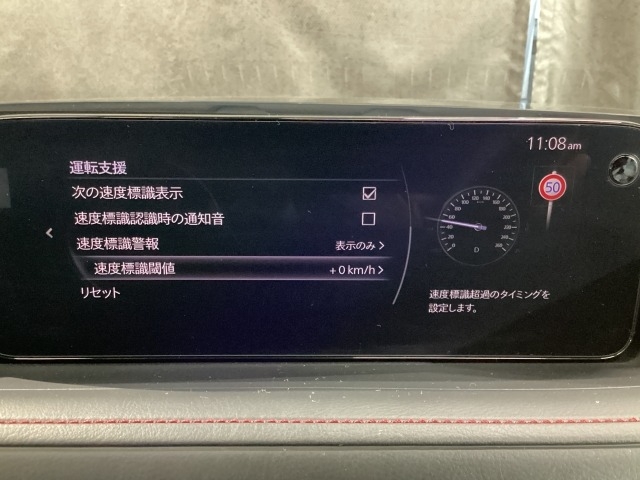 11:08 am
運転支援
次の速度標識表示
速度標識認識時の通知音
速度標識警報 表示のみ
速度標識閾値 +0 km/h
リセット
50
D
速度標識超過のタイミングを
設定します。